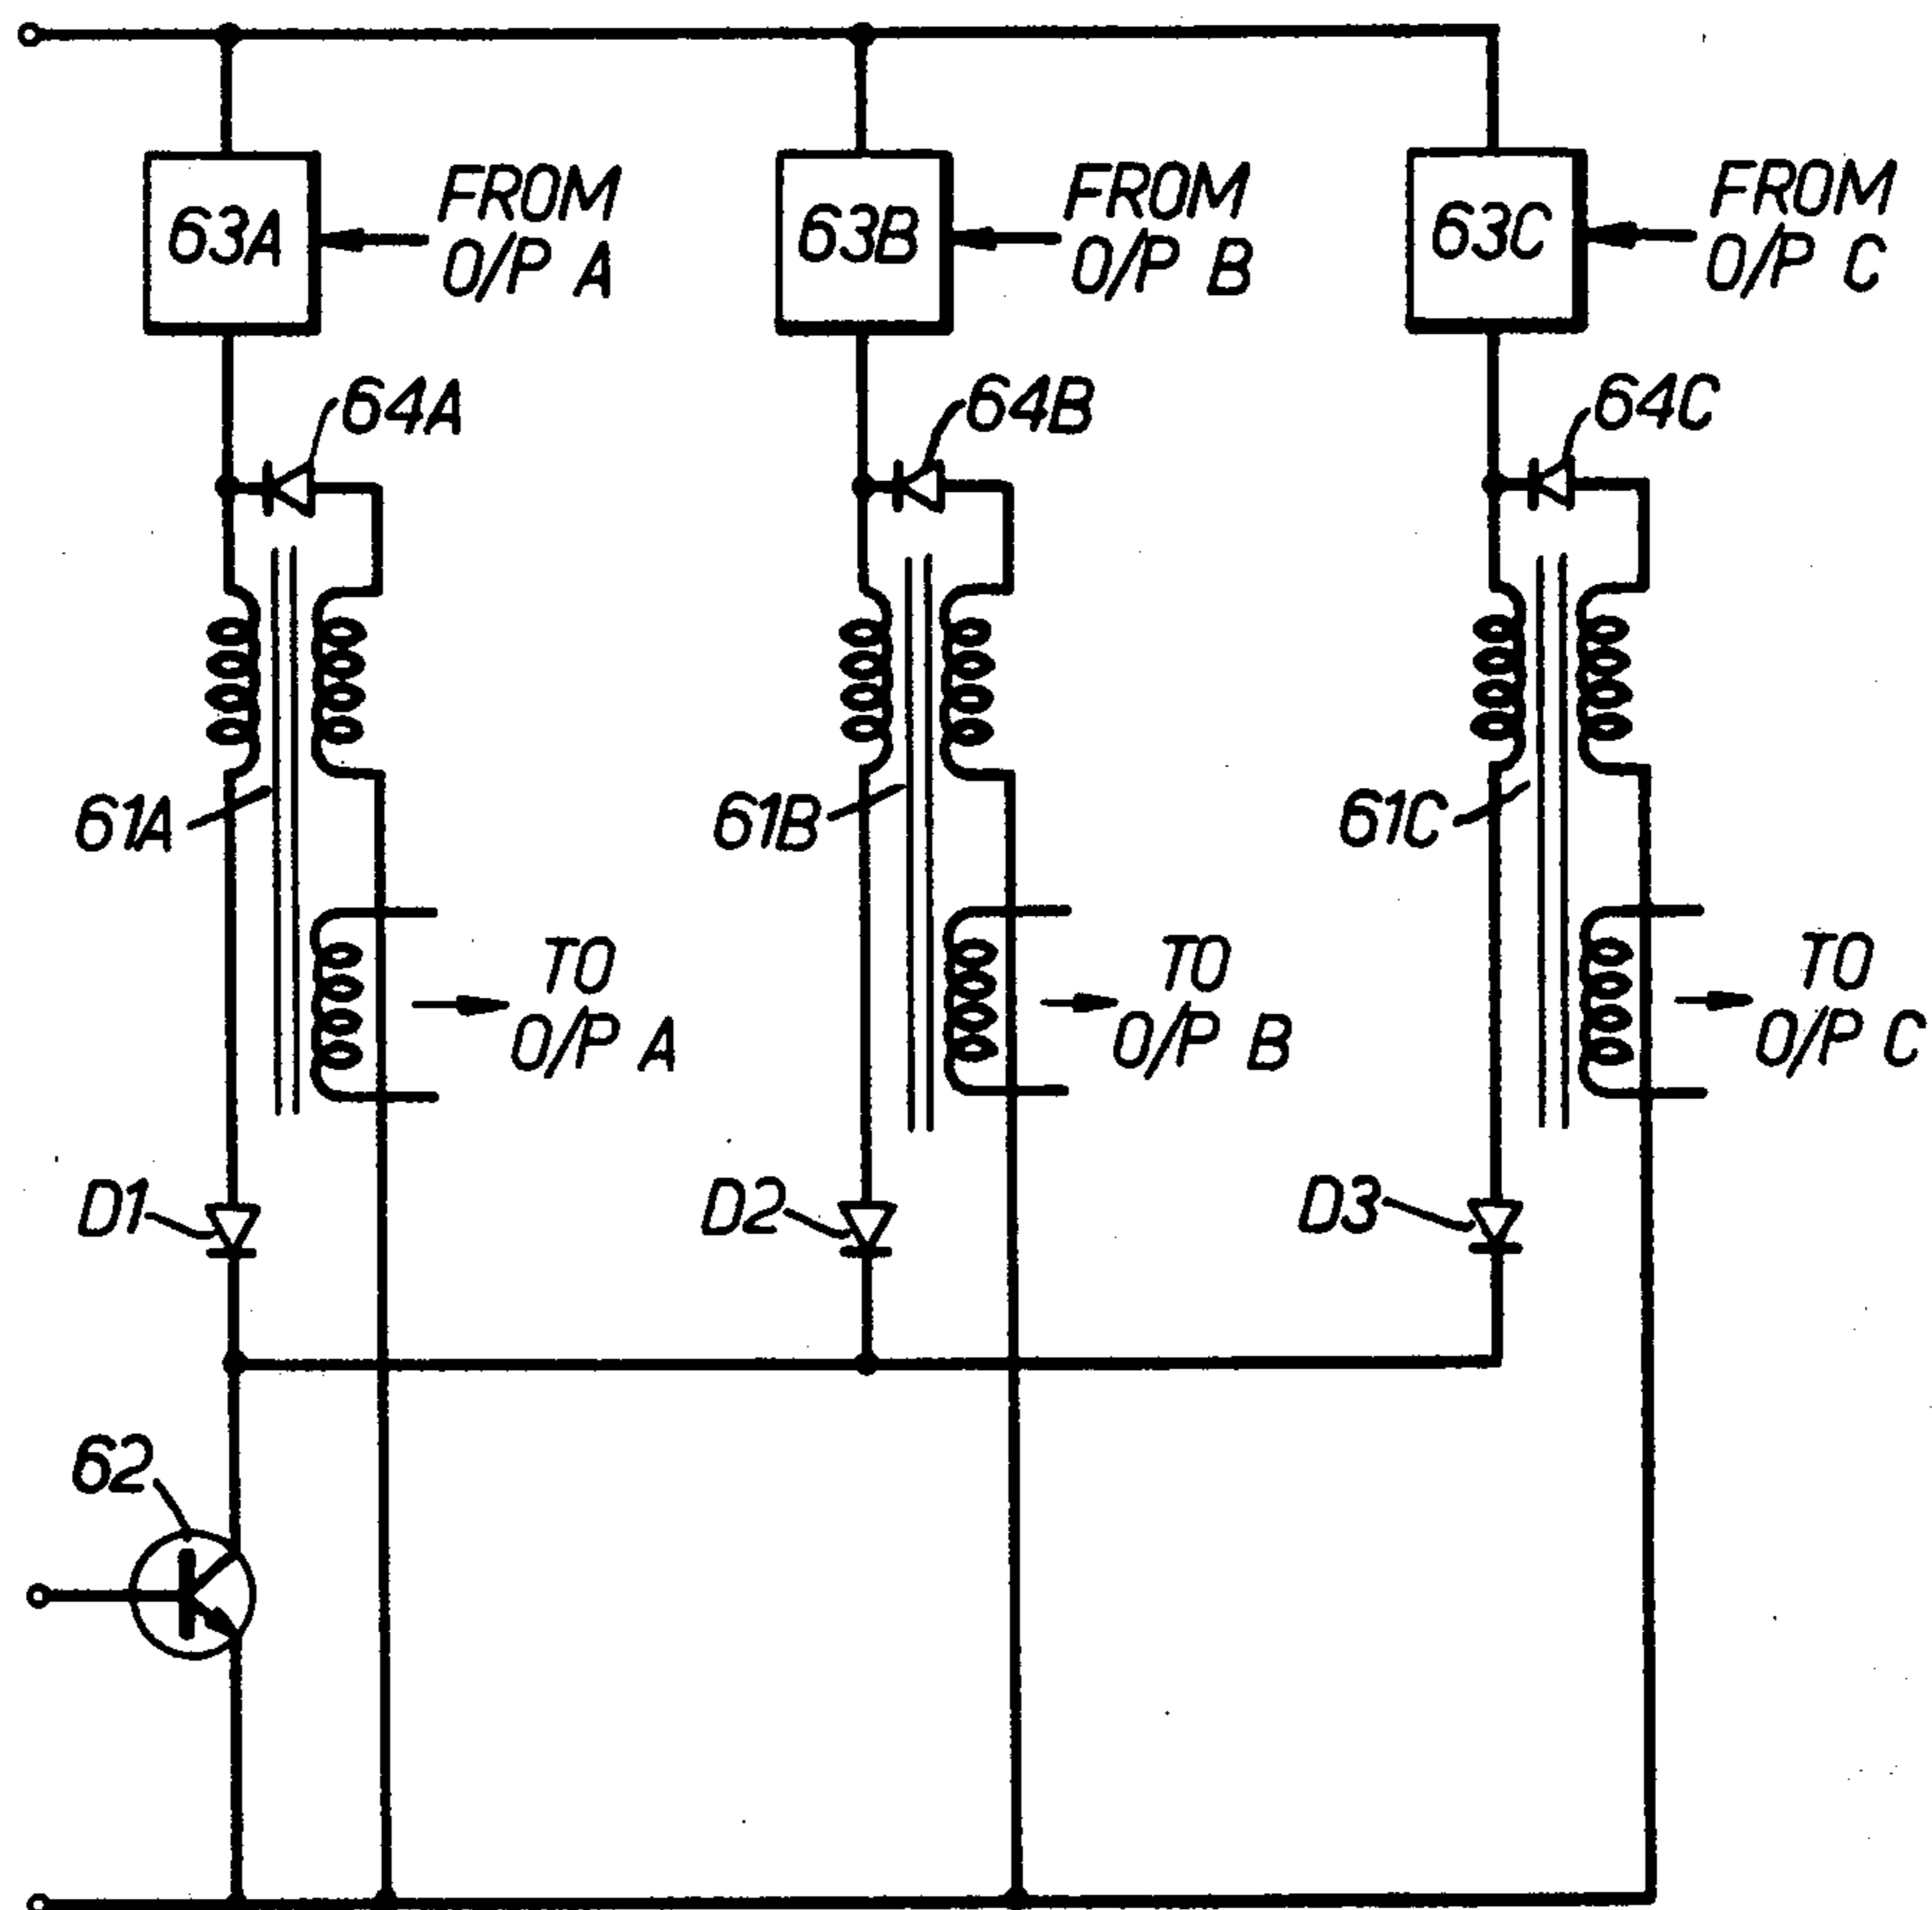 63A
FROM
O/P A
63B
FROM
O/P B
63C
FROM
O/P C
64A
64B
64C
61A
61B
61C
TO
O/P A
TO
O/P B
TO
O/P C
D1
D2
D3
62